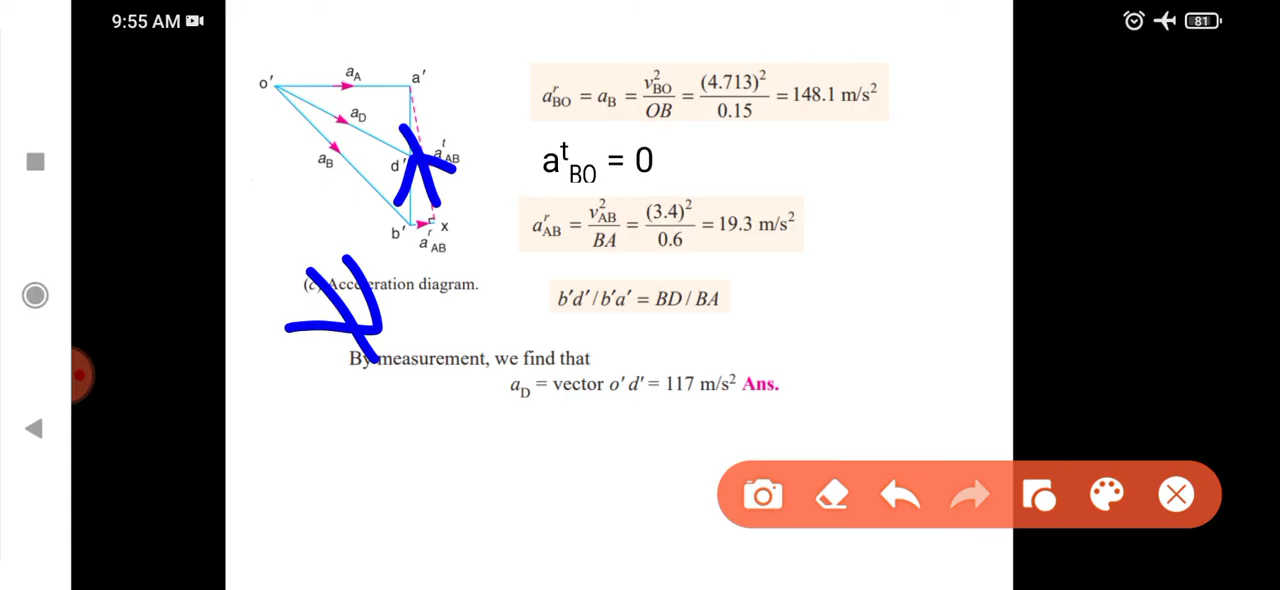 9:55 AM
81
o'
a_A
a'
a_D
a^t_AB
d'
a_B
b'
x
a^r_AB
(c) Acceleration diagram.
a^r_BO = a_B = v²_BO / OB = (4.713)² / 0.15 = 148.1 m/s²
a^t_BO = 0
a^r_AB = v²_AB / BA = (3.4)² / 0.6 = 19.3 m/s²
b'd'/b'a' = BD / BA
By measurement, we find that
a_D = vector o'd' = 117 m/s² Ans.